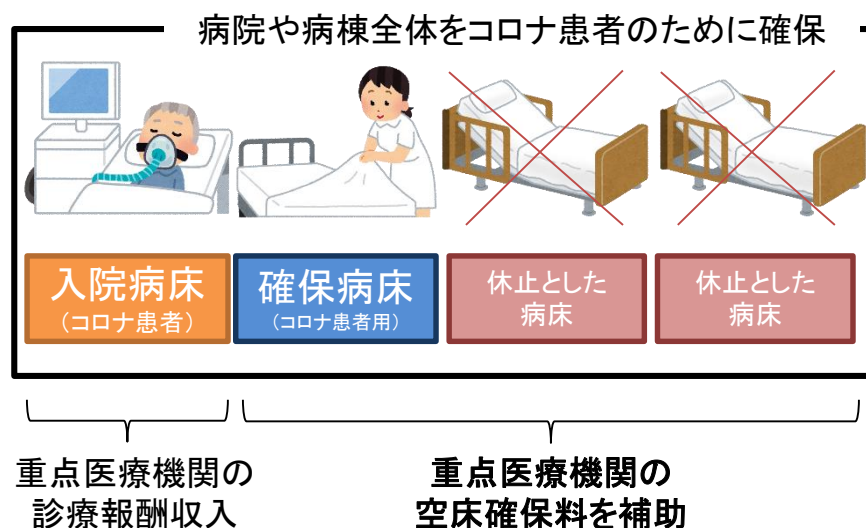 病院や病棟全体をコロナ患者のために確保
入院病床
（コロナ患者）
確保病床
（コロナ患者用）
休止とした
病床
休止とした
病床
重点医療機関の
診療報酬収入
重点医療機関の
空床確保料を補助